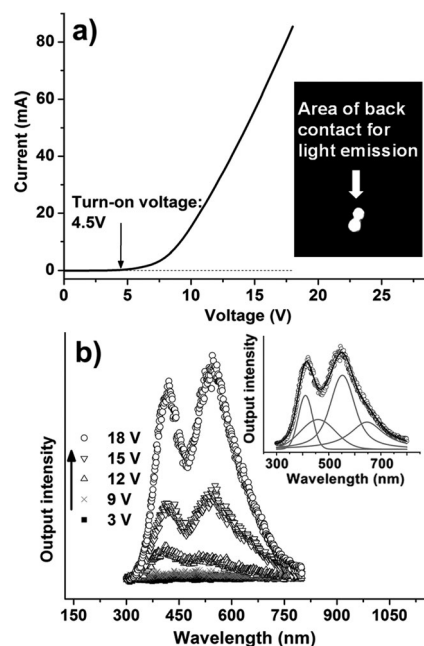 a)
80
60
40
20
0
Current (mA)
Turn-on voltage:
4.5V
Area of back
contact for
light emission
0 5 10 15 20 25
Voltage (V)
b)
18 V
15 V
12 V
9 V
3 V
Output intensity
150 300 450 600 750 900 1050
Wavelength (nm)
Output intensity
300 500 700
Wavelength (nm)